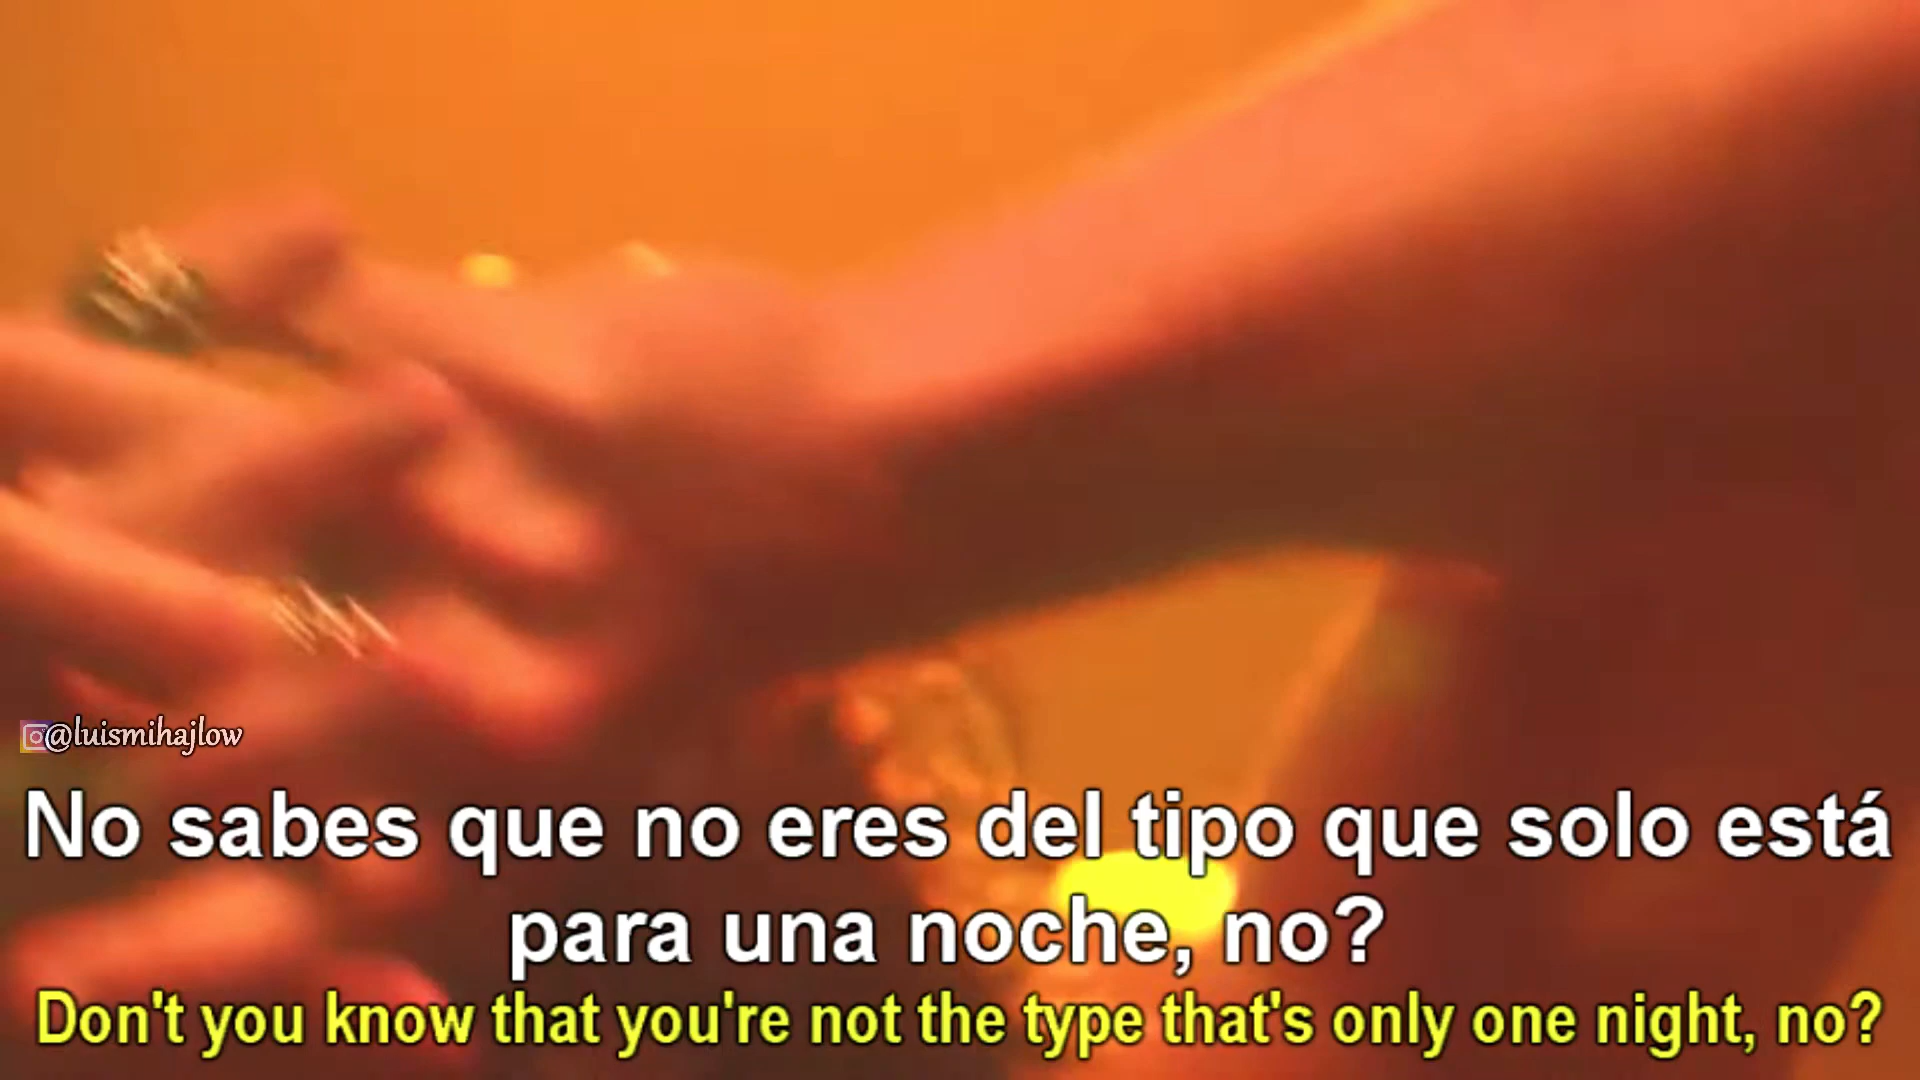 @luismihajlow
No sabes que no eres del tipo que solo está
para una noche, no?
Don't you know that you're not the type that's only one night, no?